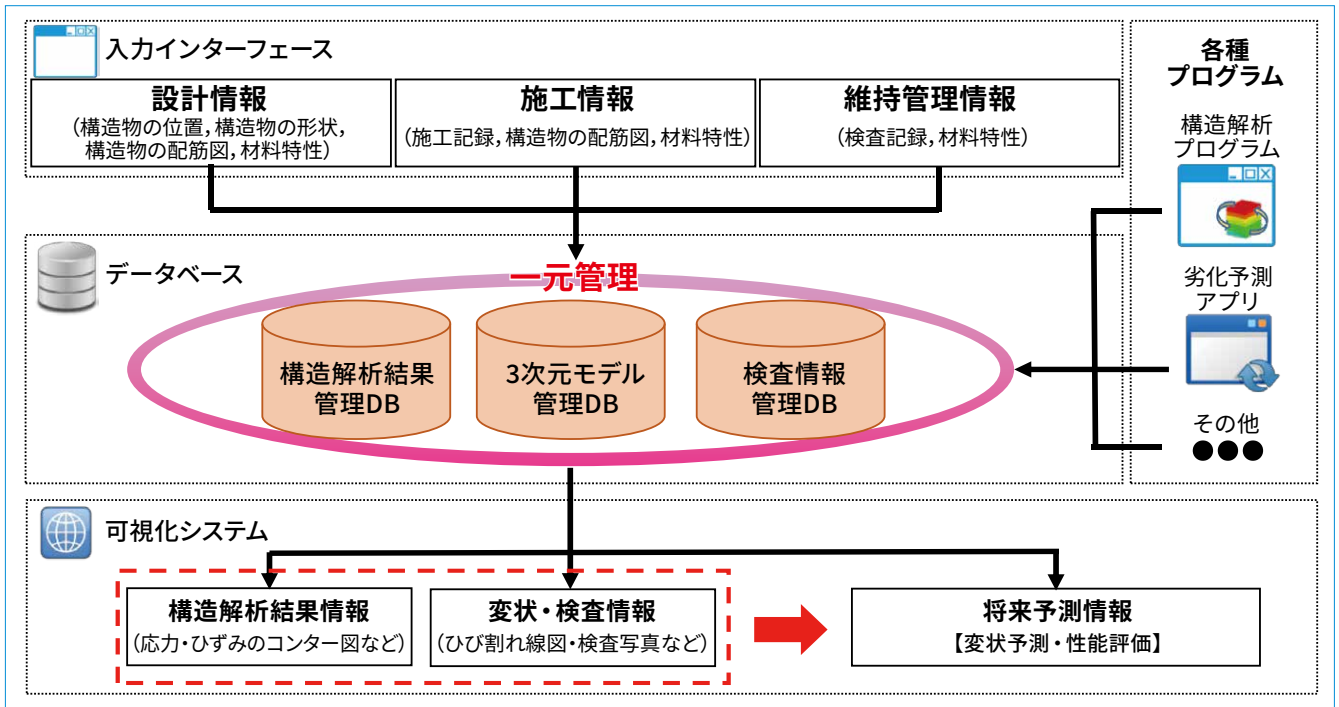 入力インターフェース
設計情報
(構造物の位置,構造物の形状,
構造物の配筋図,材料特性)
施工情報
(施工記録,構造物の配筋図,材料特性)
維持管理情報
(検査記録,材料特性)
各種
プログラム
構造解析
プログラム
劣化予測
アプリ
その他
●●●
データベース
一元管理
構造解析結果
管理DB
3次元モデル
管理DB
検査情報
管理DB
可視化システム
構造解析結果情報
(応力・ひずみのコンター図など)
変状・検査情報
(ひび割れ線図・検査写真など)
将来予測情報
【変状予測・性能評価】